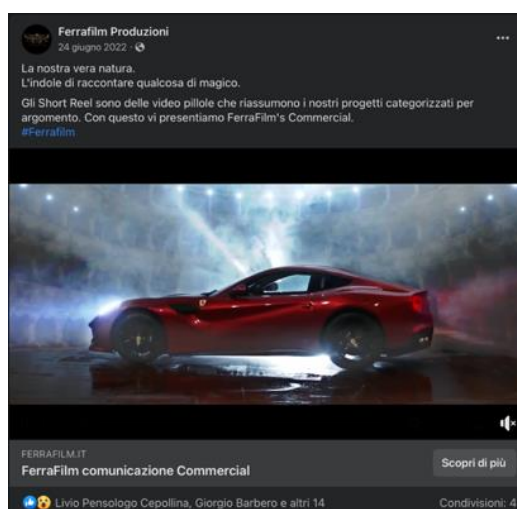 Ferrafilm Produzioni
24 giugno 2022 ·
La nostra vera natura.
L'indole di raccontare qualcosa di magico.
Gli Short Reel sono delle video pillole che riassumono i nostri progetti categorizzati per
argomento. Con questo vi presentiamo FerraFilm's Commercial.
#Ferrafilm
FERRAFILM.IT
FerraFilm comunicazione Commercial
Scopri di più
Livio Pensologo Cepollina, Giorgio Barbero e altri 14
Condivisioni: 4